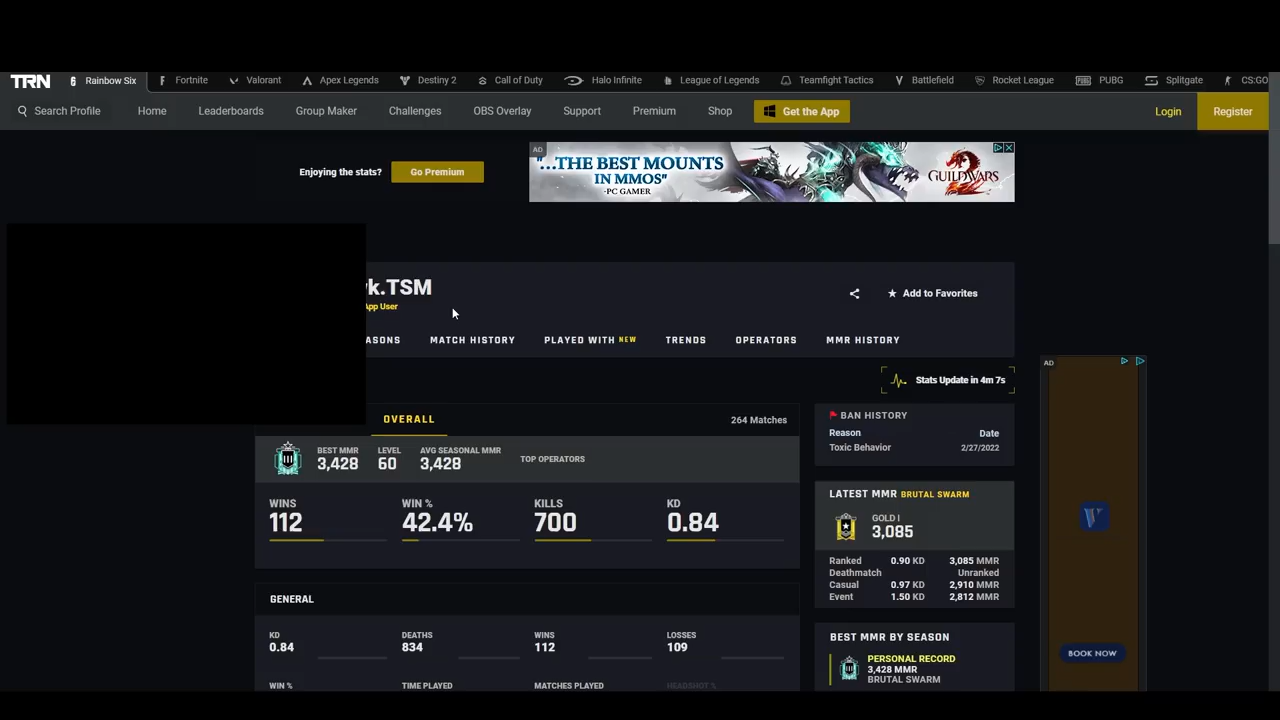 TRN Rainbow Six Fortnite Valorant Apex Legends Destiny 2 Call of Duty Halo Infinite League of Legends Teamfight Tactics Battlefield Rocket League PUBG Splitgate CS:GO
Search Profile Home Leaderboards Group Maker Challenges OBS Overlay Support Premium Shop Get the App Login Register
Enjoying the stats? Go Premium
AD
"...THE BEST MOUNTS
IN MMOS"
-PC GAMER
GUILD WARS 2
k.TSM
App User
Add to Favorites
ASONS MATCH HISTORY PLAYED WITH NEW TRENDS OPERATORS MMR HISTORY
Stats Update in 4m 7s
OVERALL 264 Matches
BEST MMR LEVEL AVG SEASONAL MMR TOP OPERATORS
3,428 60 3,428
WINS WIN % KILLS KD
112 42.4% 700 0.84
GENERAL
KD DEATHS WINS LOSSES
0.84 834 112 109
WIN % TIME PLAYED MATCHES PLAYED HEADSHOT %
BAN HISTORY
Reason Date
Toxic Behavior 2/27/2022
LATEST MMR BRUTAL SWARM
GOLD I
3,085
Ranked 0.90 KD 3,085 MMR
Deathmatch Unranked
Casual 0.97 KD 2,910 MMR
Event 1.50 KD 2,812 MMR
BEST MMR BY SEASON
PERSONAL RECORD
3,428 MMR
BRUTAL SWARM
AD
BOOK NOW